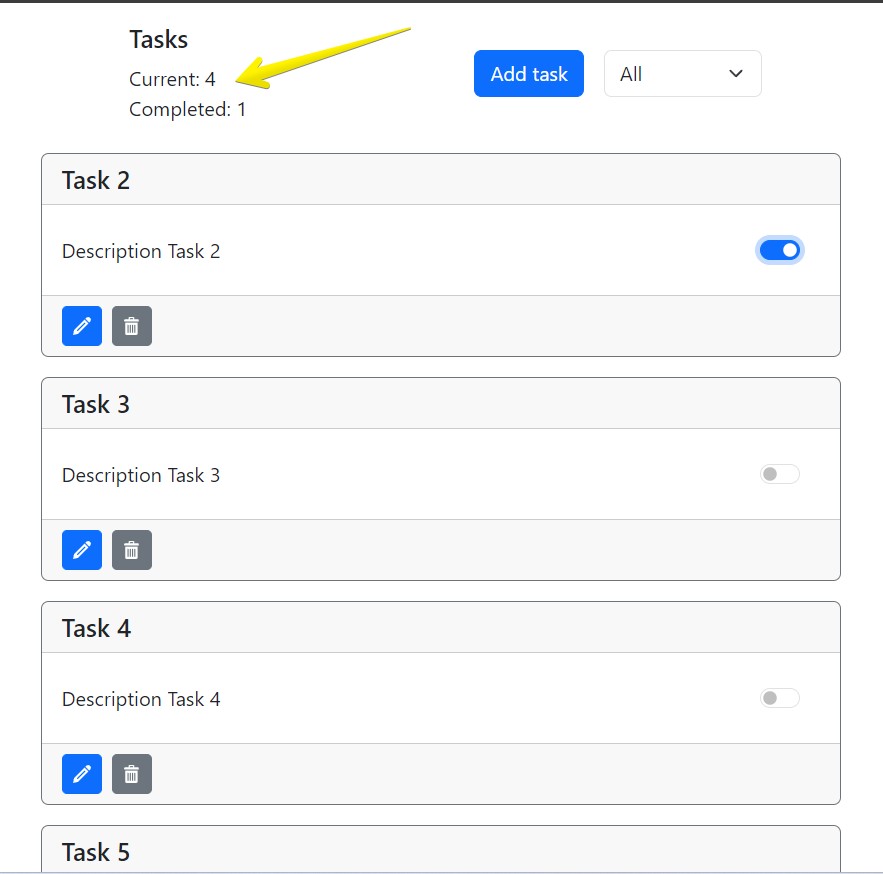 Tasks
Current: 4
Completed: 1
Add task
All
Task 2
Description Task 2
Task 3
Description Task 3
Task 4
Description Task 4
Task 5